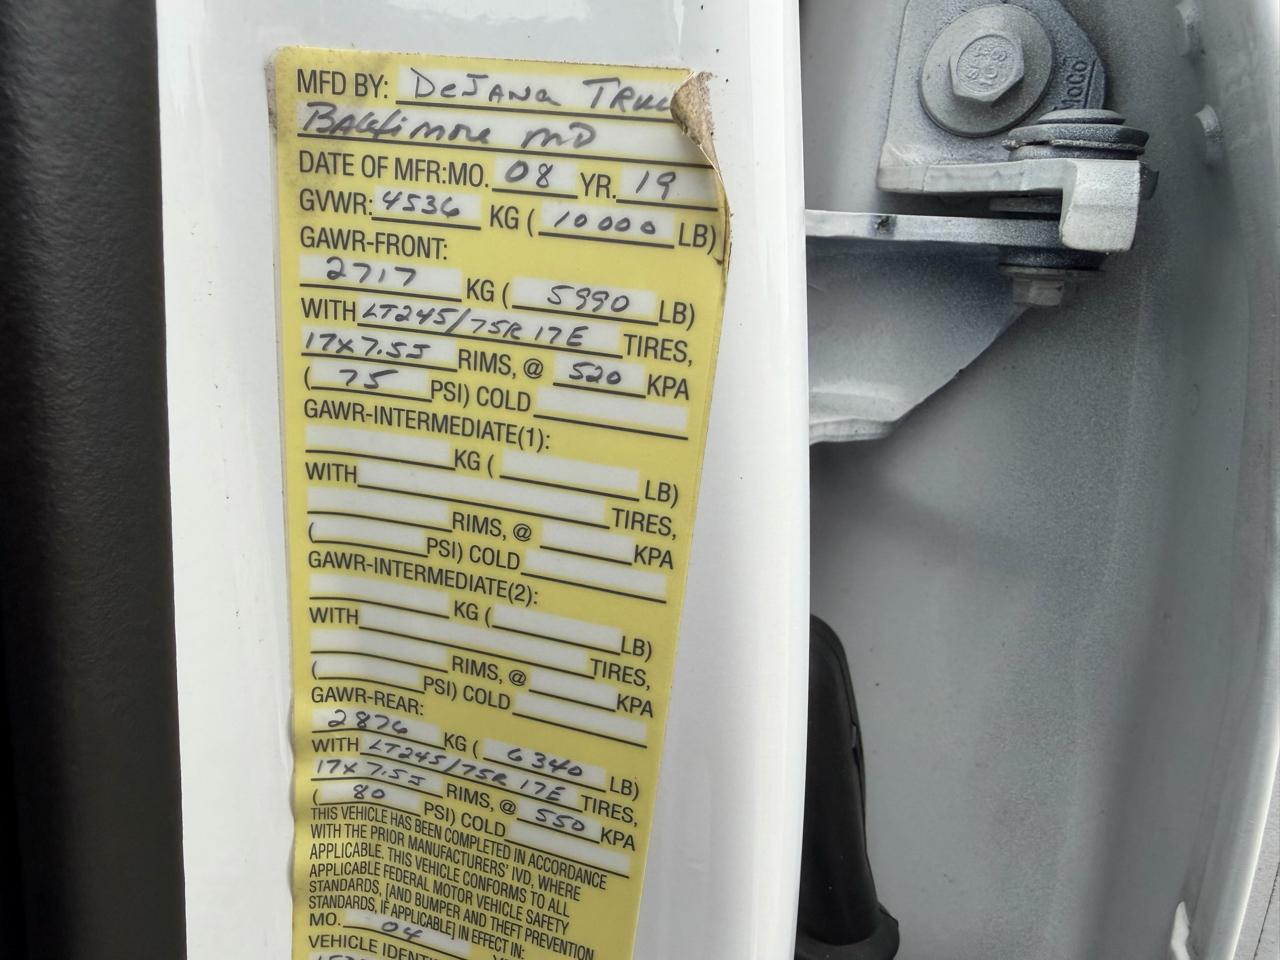 MFD BY: DeJana
Baltimore MD
DATE OF MFR:MO. 08 YR. 19
GVWR: 4536 KG ( 10000 LB)
GAWR-FRONT:
2717 KG ( 5990 LB)
WITH LT245/75R 17E TIRES,
17x7.5J RIMS, @ 520 KPA
( 75 PSI) COLD
GAWR-INTERMEDIATE(1):
KG ( LB)
WITH TIRES,
RIMS, @ KPA
( PSI) COLD
GAWR-INTERMEDIATE(2):
KG ( LB)
WITH TIRES,
RIMS, @ KPA
( PSI) COLD
GAWR-REAR:
2876 KG ( 6340 LB)
WITH LT245/75R 17E TIRES,
17x7.5J RIMS, @ 550 KPA
( 80 PSI) COLD
THIS VEHICLE HAS BEEN COMPLETED IN ACCORDANCE
WITH THE PRIOR MANUFACTURERS' IVD, WHERE
APPLICABLE. THIS VEHICLE CONFORMS TO ALL
APPLICABLE FEDERAL MOTOR VEHICLE SAFETY
STANDARDS, [AND BUMPER AND THEFT PREVENTION
STANDARDS, IF APPLICABLE] IN EFFECT IN:
MO. 04
VEHICLE